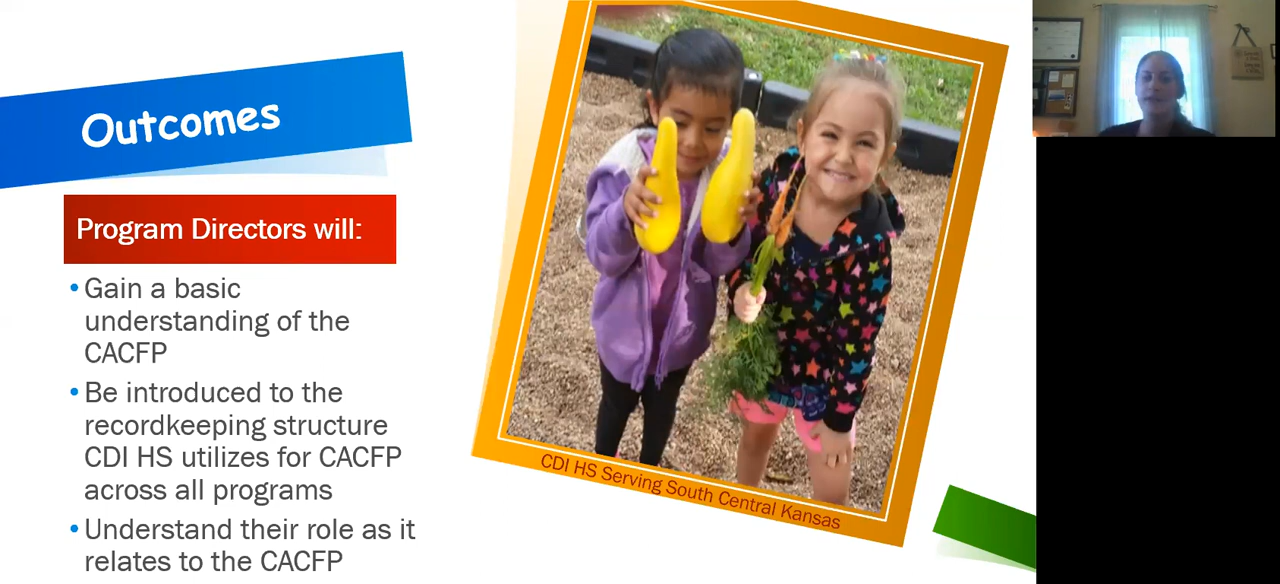 Outcomes
Program Directors will:
• Gain a basic
understanding of the
CACFP
• Be introduced to the
recordkeeping structure
CDI HS utilizes for CACFP
across all programs
• Understand their role as it
relates to the CACFP
CDI HS Serving South Central Kansas